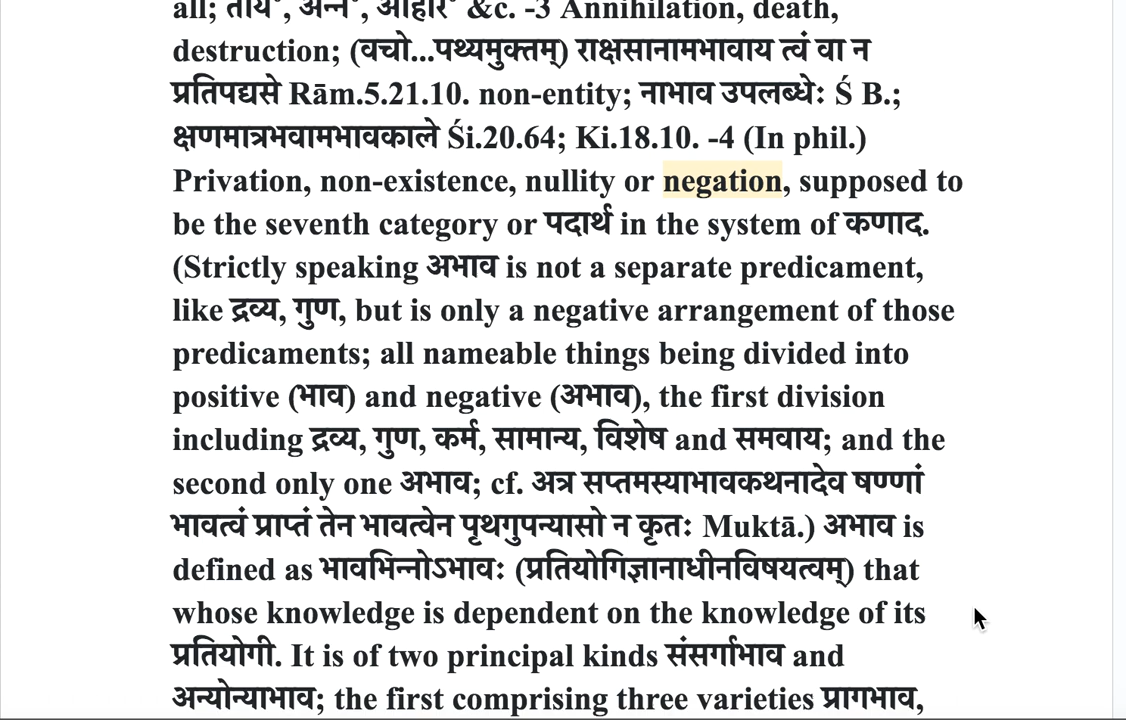 all; तोय°, अन्न°, आहार° &c. -3 Annihilation, death,
destruction; (वचो...पथ्यमुक्तम्) राक्षसानामभावाय त्वं वा न
प्रतिपद्यसे Rām.5.21.10. non-entity; नाभाव उपलब्धेः Ś B.;
क्षणमात्रभवामभावकाले Śi.20.64; Ki.18.10. -4 (In phil.)
Privation, non-existence, nullity or negation, supposed to
be the seventh category or पदार्थ in the system of कणाद.
(Strictly speaking अभाव is not a separate predicament,
like द्रव्य, गुण, but is only a negative arrangement of those
predicaments; all nameable things being divided into
positive (भाव) and negative (अभाव), the first division
including द्रव्य, गुण, कर्म, सामान्य, विशेष and समवाय; and the
second only one अभाव; cf. अत्र सप्तमस्याभावकथनादेव षण्णां
भावत्वं प्राप्तं तेन भावत्वेन पृथगुपन्यासो न कृतः Muktā.) अभाव is
defined as भावभिन्नोऽभावः (प्रतियोगिज्ञानाधीनविषयत्वम्) that
whose knowledge is dependent on the knowledge of its
प्रतियोगी. It is of two principal kinds संसर्गाभाव and
अन्योन्याभाव; the first comprising three varieties प्रागभाव,